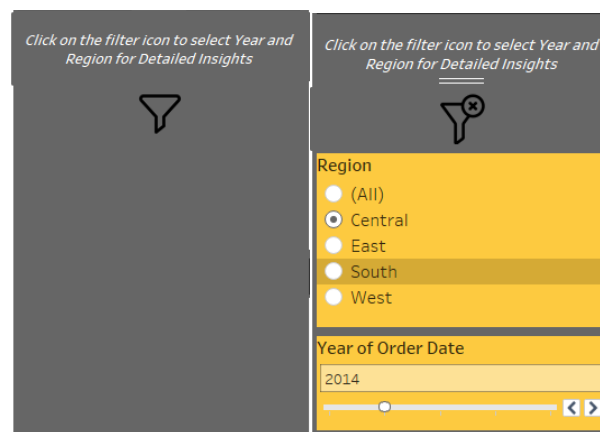 Click on the filter icon to select Year and
Region for Detailed Insights
Click on the filter icon to select Year and
Region for Detailed Insights
Region
(All)
Central
East
South
West
Year of Order Date
2014